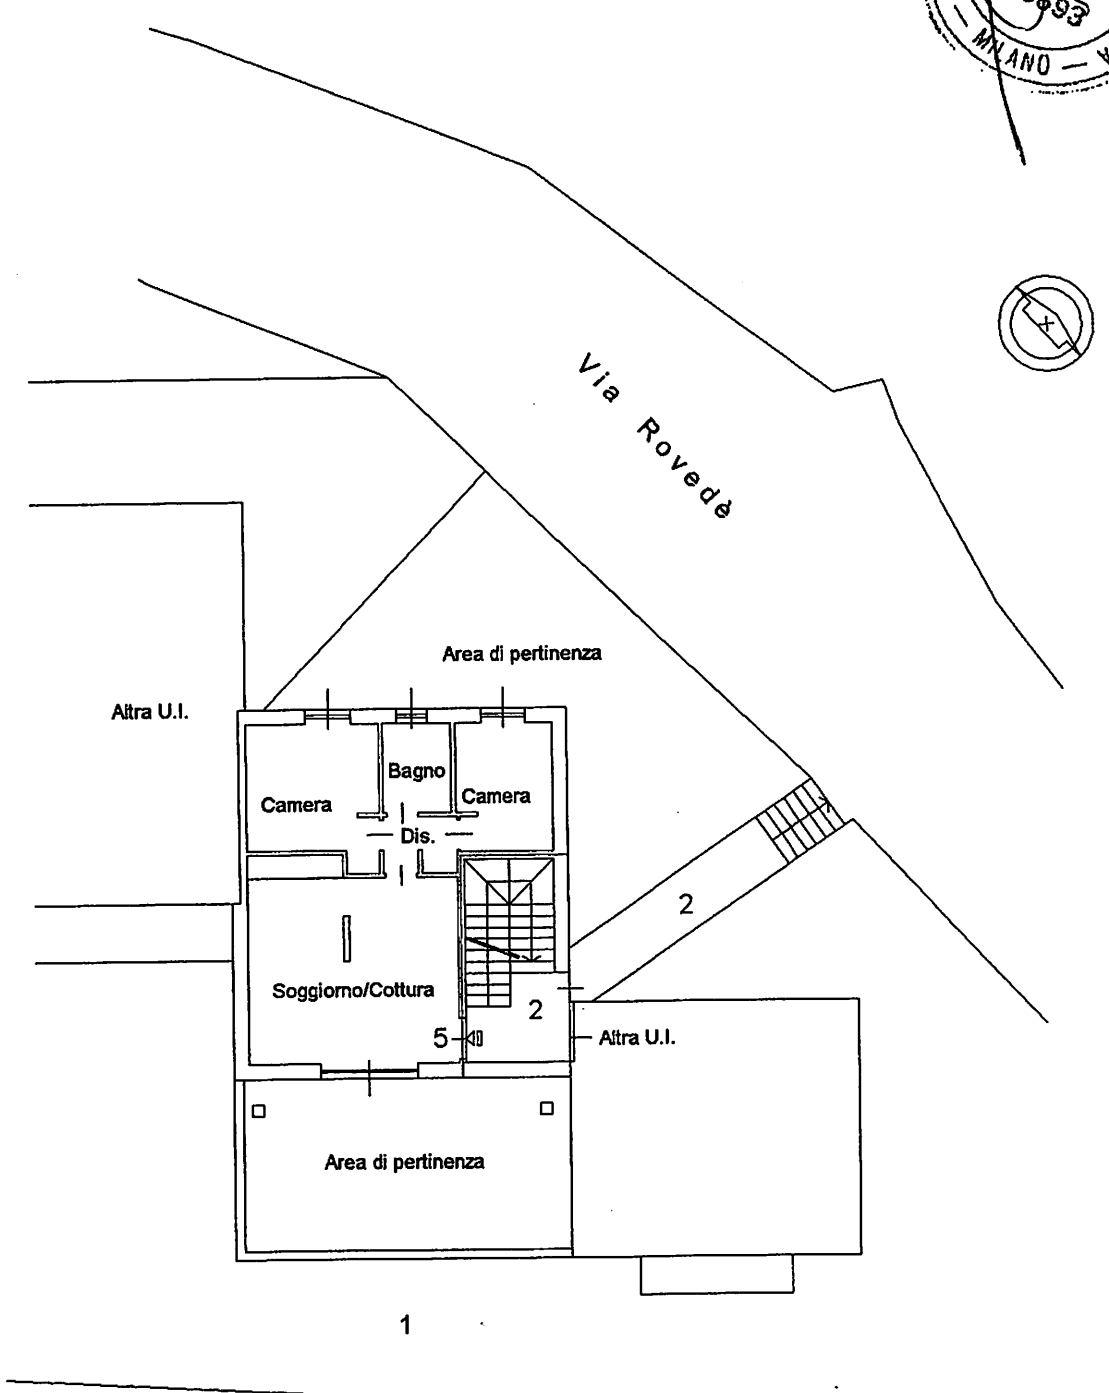 93
— MILANO — A
Via Rovedè
Area di pertinenza
Altra U.I.
Bagno
Camera
Camera
Dis.
2
Soggiorno/Cottura
2
5
Altra U.I.
Area di pertinenza
1